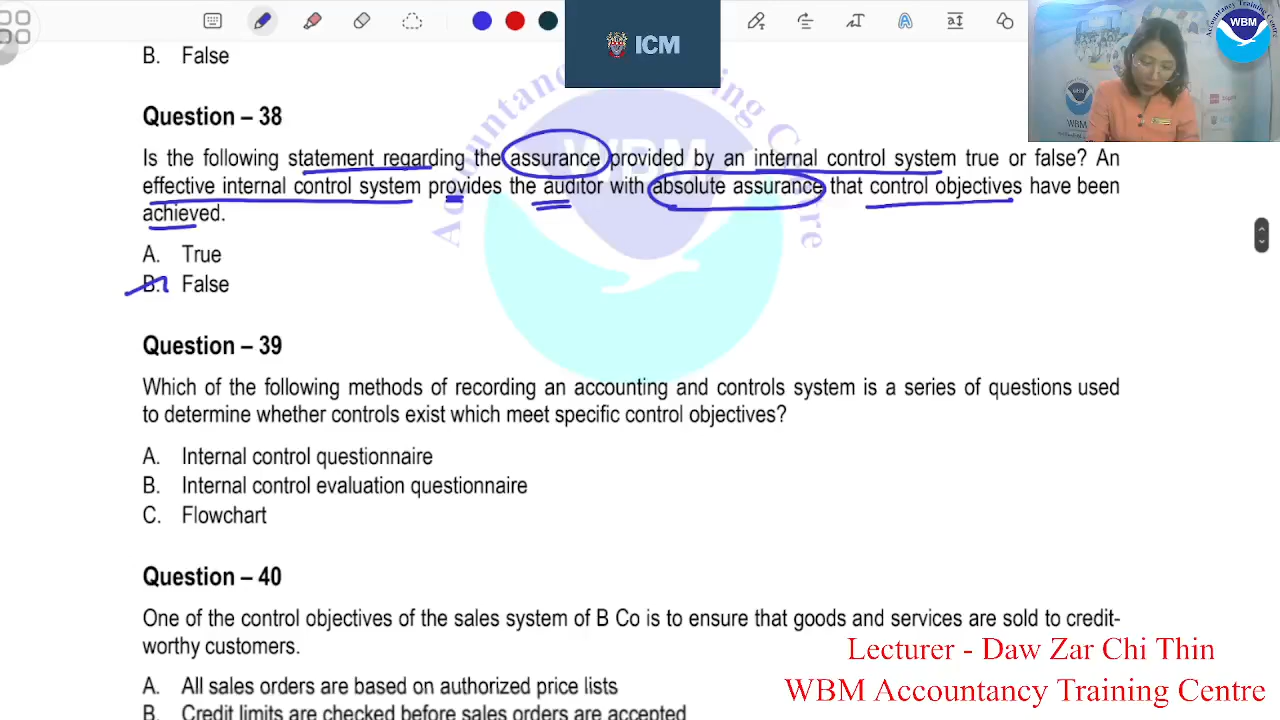 B. False
ICM
WBM
Accountancy Training Centre
WBM
Question – 38
Is the following statement regarding the assurance provided by an internal control system true or false? An
effective internal control system provides the auditor with absolute assurance that control objectives have been
achieved.
A. True
B. False
Question – 39
Which of the following methods of recording an accounting and controls system is a series of questions used
to determine whether controls exist which meet specific control objectives?
A. Internal control questionnaire
B. Internal control evaluation questionnaire
C. Flowchart
Question – 40
One of the control objectives of the sales system of B Co is to ensure that goods and services are sold to credit-
worthy customers.
A. All sales orders are based on authorized price lists
B. Credit limits are checked before sales orders are accepted
Lecturer - Daw Zar Chi Thin
WBM Accountancy Training Centre